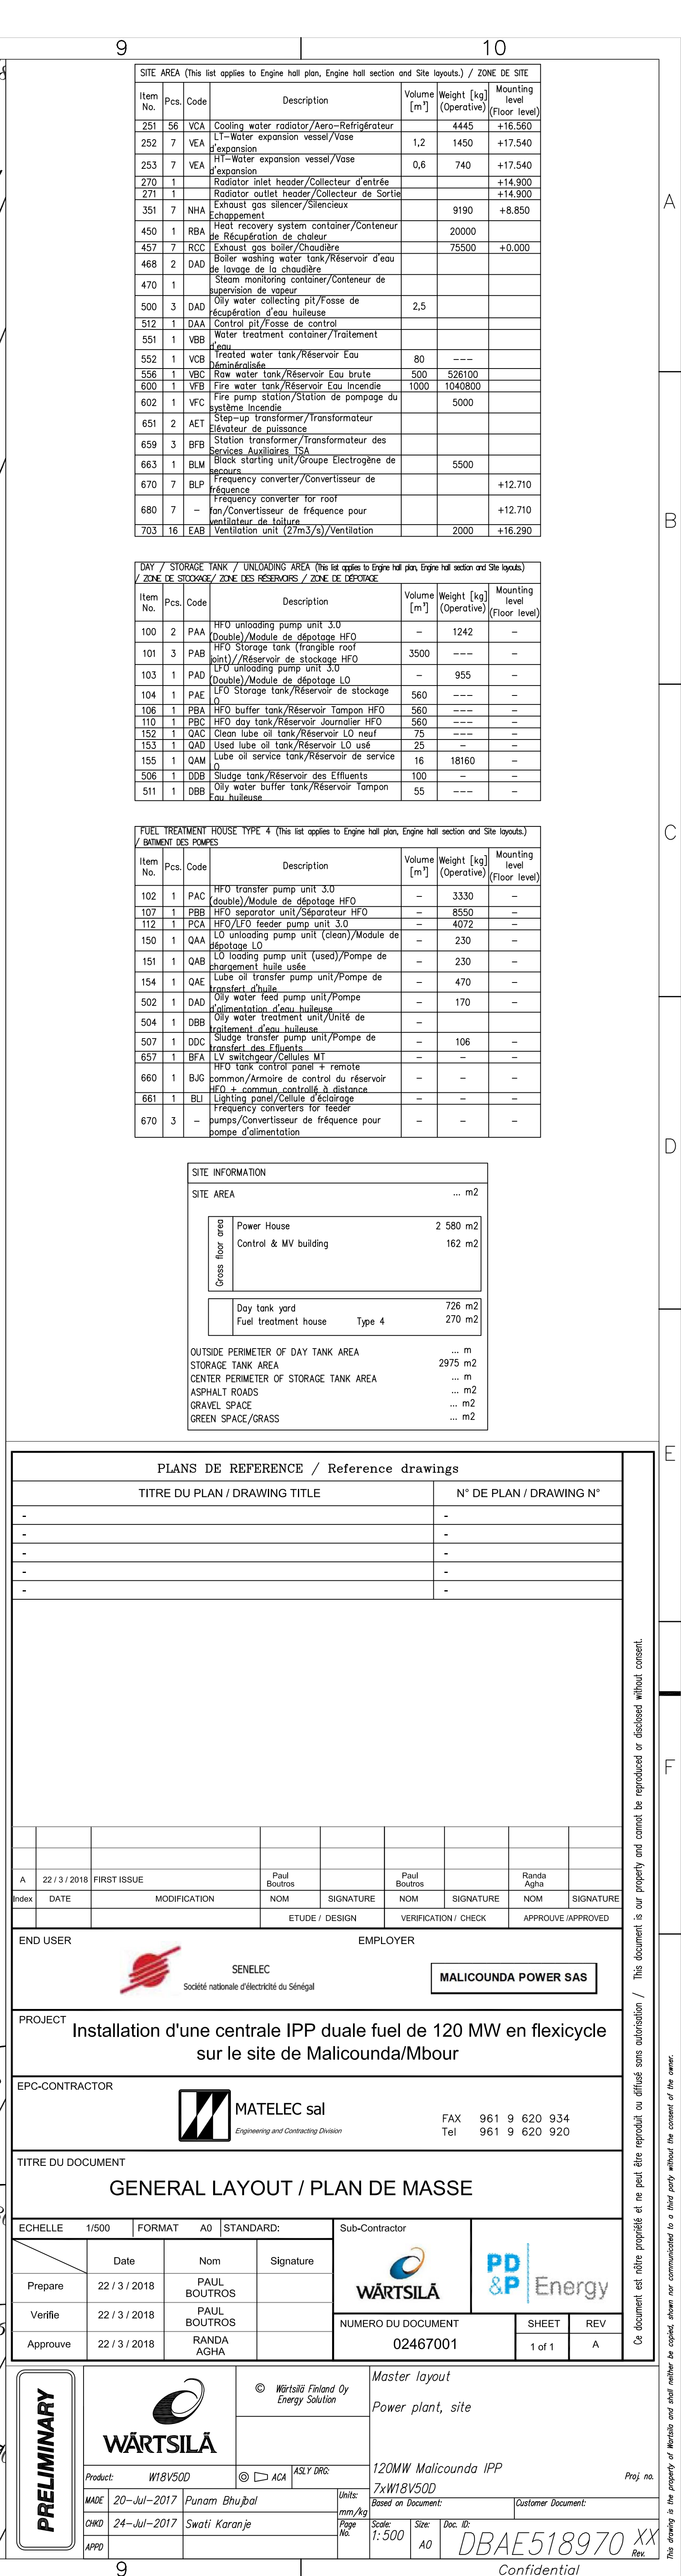 9
10
SITE AREA (This list applies to Engine hall plan, Engine hall section and Site layouts.) / ZONE DE SITE
Item No. Pcs. Code Description Volume [m³] Weight [kg] (Operative) Mounting level (Floor level)
251 56 VCA Cooling water radiator/Aero-Refrigérateur 4445 +16.560
252 7 VEA LT-Water expansion vessel/Vase d'expansion 1,2 1450 +17.540
253 7 VEA HT-Water expansion vessel/Vase d'expansion 0,6 740 +17.540
270 1 Radiator inlet header/Collecteur d'entrée +14.900
271 1 Radiator outlet header/Collecteur de Sortie +14.900
351 7 NHA Exhaust gas silencer/Silencieux Echappement 9190 +8.850
450 1 RBA Heat recovery system container/Conteneur de Récupération de chaleur 20000
457 7 RCC Exhaust gas boiler/Chaudière 75500 +0.000
468 2 DAD Boiler washing water tank/Réservoir d'eau de lavage de la chaudière
470 1 Steam monitoring container/Conteneur de supervision de vapeur
500 3 DAD Oily water collecting pit/Fosse de récupération d'eau huileuse 2,5
512 1 DAA Control pit/Fosse de control
551 1 VBB Water treatment container/Traitement d'eau
552 1 VCB Treated water tank/Réservoir Eau Déminéralisée 80 ---
556 1 VBC Raw water tank/Réservoir Eau brute 500 526100
600 1 VFB Fire water tank/Réservoir Eau Incendie 1000 1040800
602 1 VFC Fire pump station/Station de pompage du système Incendie 5000
651 2 AET Step-up transformer/Transformateur Elévateur de puissance
659 3 BFB Station transformer/Transformateur des Services Auxiliaires TSA
663 1 BLM Black starting unit/Groupe Electrogène de secours 5500
670 7 BLP Frequency converter/Convertisseur de fréquence +12.710
680 7 - Frequency converter for roof fan/Convertisseur de fréquence pour ventilateur de toiture +12.710
703 16 EAB Ventilation unit (27m3/s)/Ventilation 2000 +16.290
DAY / STORAGE TANK / UNLOADING AREA (This list applies to Engine hall plan, Engine hall section and Site layouts.)
/ ZONE DE STOCKAGE/ ZONE DES RÉSERVOIRS / ZONE DE DÉPOTAGE
Item No. Pcs. Code Description Volume [m³] Weight [kg] (Operative) Mounting level (Floor level)
100 2 PAA HFO unloading pump unit 3.0 (Double)/Module de dépotage HFO - 1242 -
101 3 PAB HFO Storage tank (frangible roof joint)//Réservoir de stockage HFO 3500 --- -
103 1 PAD LFO unloading pump unit 3.0 (Double)/Module de dépotage LO - 955 -
104 1 PAE LFO Storage tank/Réservoir de stockage LO 560 --- -
106 1 PBA HFO buffer tank/Réservoir Tampon HFO 560 --- -
110 1 PBC HFO day tank/Réservoir Journalier HFO 560 --- -
152 1 QAC Clean lube oil tank/Réservoir LO neuf 75 --- -
153 1 QAD Used lube oil tank/Réservoir LO usé 25 - -
155 1 QAM Lube oil service tank/Réservoir de service LO 16 18160 -
506 1 DDB Sludge tank/Réservoir des Effluents 100 - -
511 1 DBB Oily water buffer tank/Réservoir Tampon Eau huileuse 55 --- -
FUEL TREATMENT HOUSE TYPE 4 (This list applies to Engine hall plan, Engine hall section and Site layouts.)
/ BATIMENT DES POMPES
Item No. Pcs. Code Description Volume [m³] Weight [kg] (Operative) Mounting level (Floor level)
102 1 PAC HFO transfer pump unit 3.0 (double)/Module de dépotage HFO - 3330 -
107 1 PBB HFO separator unit/Séparateur HFO - 8550 -
112 1 PCA HFO/LFO feeder pump unit 3.0 - 4072 -
150 1 QAA LO unloading pump unit (clean)/Module de dépotage LO - 230 -
151 1 QAB LO loading pump unit (used)/Pompe de chargement huile usée - 230 -
154 1 QAE Lube oil transfer pump unit/Pompe de transfert d'huile - 470 -
502 1 DAD Oily water feed pump unit/Pompe d'alimentation d'eau huileuse - 170 -
504 1 DBB Oily water treatment unit/Unité de traitement d'eau huileuse -
507 1 DDC Sludge transfer pump unit/Pompe de transfert des Efluents - 106 -
657 1 BFA LV switchgear/Cellules MT - - -
660 1 BJG HFO tank control panel + remote common/Armoire de control du réservoir HFO + commun controllé à distance - - -
661 1 BLI Lighting panel/Cellule d'éclairage - - -
670 3 - Frequency converters for feeder pumps/Convertisseur de fréquence pour pompe d'alimentation - - -
SITE INFORMATION
SITE AREA ... m2
Gross floor area
Power House 2 580 m2
Control & MV building 162 m2
Day tank yard 726 m2
Fuel treatment house Type 4 270 m2
OUTSIDE PERIMETER OF DAY TANK AREA ... m
STORAGE TANK AREA 2975 m2
CENTER PERIMETER OF STORAGE TANK AREA ... m
ASPHALT ROADS ... m2
GRAVEL SPACE ... m2
GREEN SPACE/GRASS ... m2
A
B
C
D
E
F
PLANS DE REFERENCE / Reference drawings
TITRE DU PLAN / DRAWING TITLE N° DE PLAN / DRAWING N°
- -
- -
- -
- -
- -
A 22 / 3 / 2018 FIRST ISSUE Paul Boutros Paul Boutros Randa Agha
Index DATE MODIFICATION NOM SIGNATURE NOM SIGNATURE NOM SIGNATURE
ETUDE / DESIGN VERIFICATION / CHECK APPROUVE /APPROVED
END USER EMPLOYER
SENELEC
Société nationale d'électricité du Sénégal
MALICOUNDA POWER SAS
PROJECT
Installation d'une centrale IPP duale fuel de 120 MW en flexicycle
sur le site de Malicounda/Mbour
EPC-CONTRACTOR
MATELEC sal
Engineering and Contracting Division
FAX 961 9 620 934
Tel 961 9 620 920
TITRE DU DOCUMENT
GENERAL LAYOUT / PLAN DE MASSE
ECHELLE 1/500 FORMAT A0 STANDARD: Sub-Contractor
Date Nom Signature
Prepare 22 / 3 / 2018 PAUL BOUTROS
Verifie 22 / 3 / 2018 PAUL BOUTROS
Approuve 22 / 3 / 2018 RANDA AGHA
WÄRTSILÄ
PD&P Energy
NUMERO DU DOCUMENT SHEET REV
02467001 1 of 1 A
Ce document est nôtre propriété et ne peut être reproduit ou diffusé sans autorisation / This document is our property and cannot be reproduced or disclosed without consent.
This drawing is the property of Wartsila and shall neither be copied, shown nor communicated to a third party without the consent of the owner.
PRELIMINARY
WÄRTSILÄ
© Wärtsilä Finland Oy
Energy Solution
Master layout
Power plant, site
120MW Malicounda IPP
7xW18V50D
Proj. no.
Product: W18V50D ACA ASLY DRG:
MADE 20-Jul-2017 Punam Bhujbal
CHKD 24-Jul-2017 Swati Karanje
APPD
Units: mm/kg
Based on Document: Customer Document:
Page No. Scale: 1:500 Size: A0 Doc. ID: DBAE518970 XX Rev.
9
Confidential